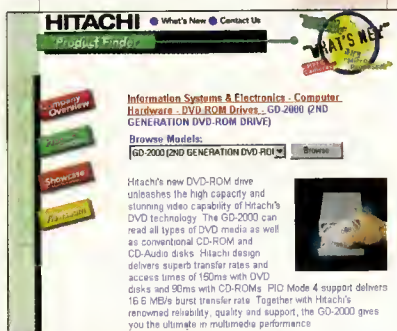 HITACHI What's New Contact Us
Product Finder
WHAT'S NEW
Company Overview
Information Systems & Electronics - Computer
Hardware - DVD-ROM Drives - GD-2000 (2ND
GENERATION DVD-ROM DRIVE)
Browse Models:
GD-2000 (2ND GENERATION DVD-RO Browse
Showcase
Hitachi's new DVD-ROM drive
unleashes the high capacity and
stunning video capability of Hitachi's
DVD technology. The GD-2000 can
read all types of DVD media as well
as conventional CD-ROM and
CD-Audio disks. Hitachi design
delivers superb transfer rates and
access times of 150ms with DVD
disks and 90ms with CD-ROMs. PIO Mode 4 support delivers
16.6 MB/s burst transfer rate. Together with Hitachi's
renowned reliability, quality and support, the GD-2000 gives
you the ultimate in multimedia performance